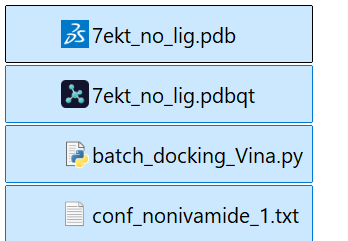 7ekt_no_lig.pdb
7ekt_no_lig.pdbqt
batch_docking_Vina.py
conf_nonivamide_1.txt